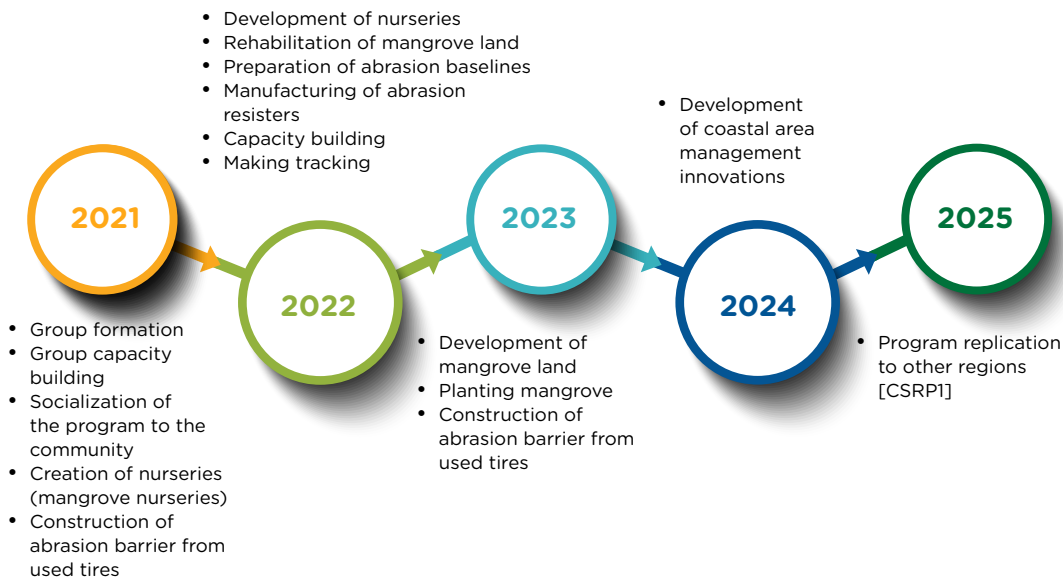 2021
• Group formation
• Group capacity
building
• Socialization of
the program to the
community
• Creation of nurseries
(mangrove nurseries)
• Construction of
abrasion barrier from
used tires
• Development of nurseries
• Rehabilitation of mangrove land
• Preparation of abrasion baselines
• Manufacturing of abrasion
resisters
• Capacity building
• Making tracking
2022
2023
• Development of
mangrove land
• Planting mangrove
• Construction of
abrasion barrier from
used tires
• Development
of coastal area
management
innovations
2024
2025
• Program replication
to other regions
[CSRP1]